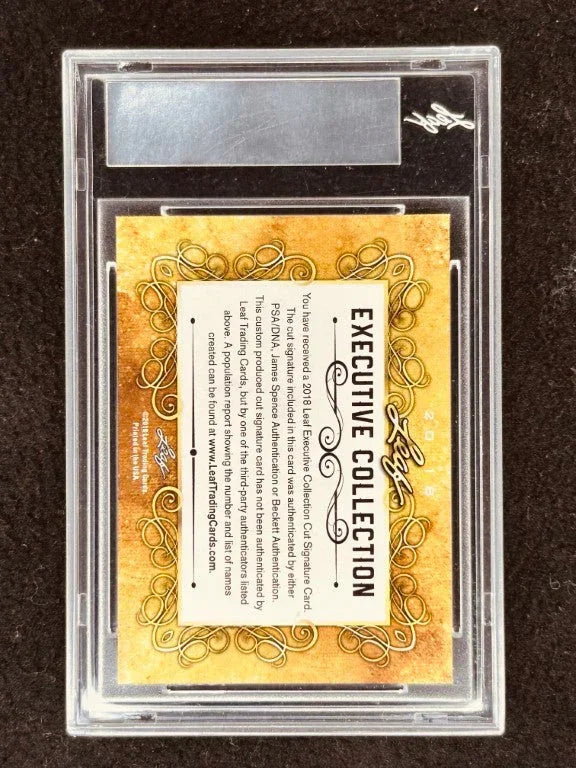 Leaf
2018
Leaf
EXECUTIVE COLLECTION
You have received a 2018 Leaf Executive Collection Cut Signature Card.
The cut signature included in this card was authenticated by either
PSA/DNA, James Spence Authentication or Beckett Authentication.
This custom produced cut signature card has not been authenticated by
Leaf Trading Cards, but by one of the third-party authenticators listed
above. A population report showing the number and list of names
created can be found at www.LeafTradingCards.com.
Leaf
©2018 Leaf Trading Cards.
Printed in the USA.